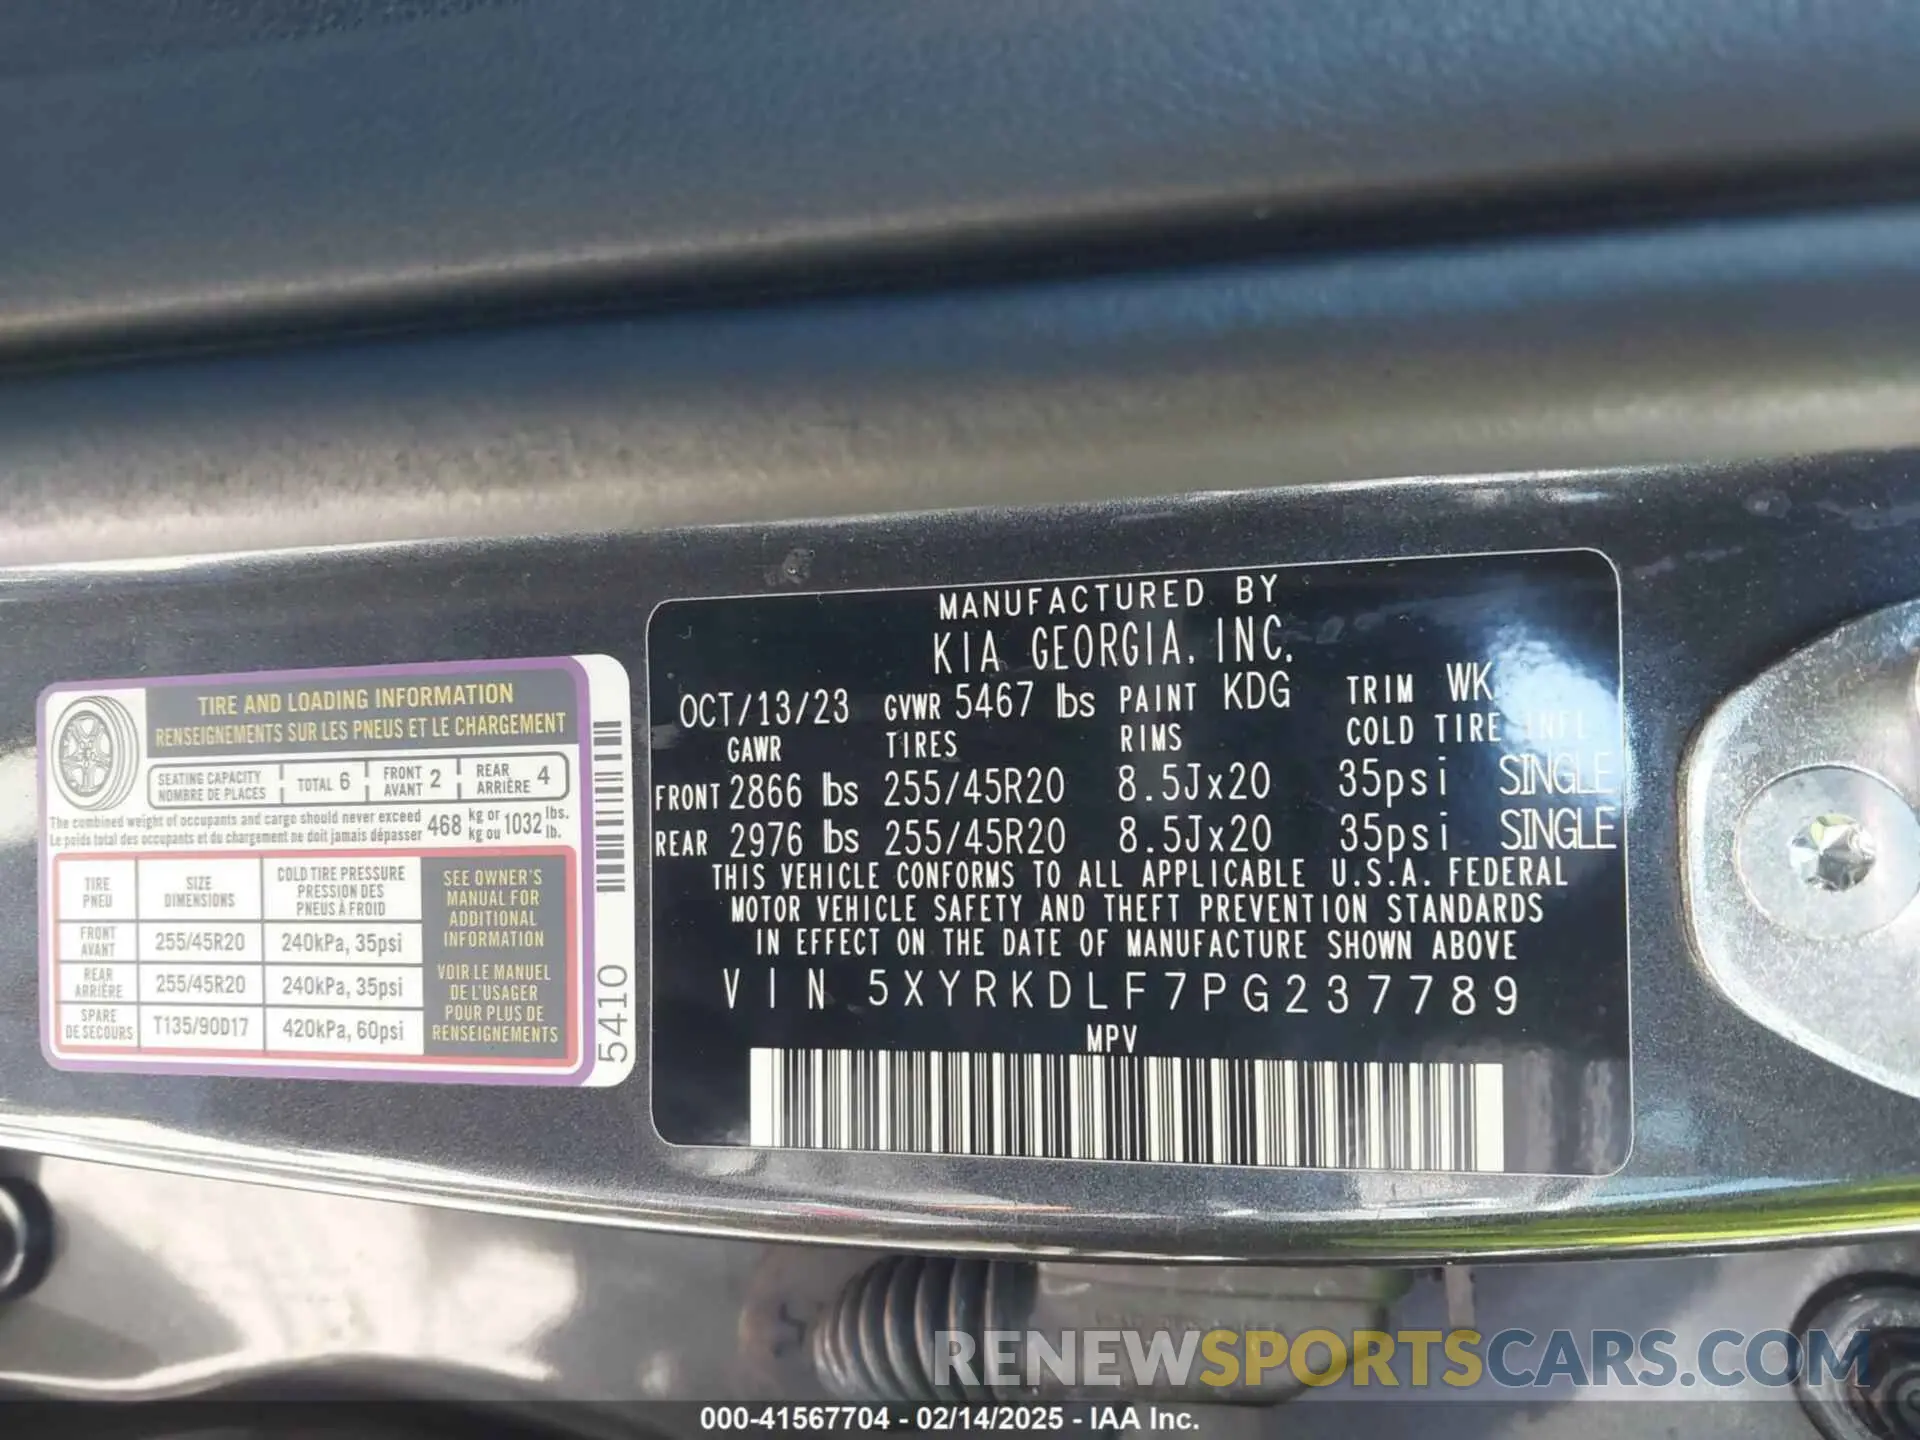 TIRE AND LOADING INFORMATION
RENSEIGNEMENTS SUR LES PNEUS ET LE CHARGEMENT
SEATING CAPACITY
NOMBRE DE PLACES
TOTAL 6
FRONT
AVANT 2
REAR
ARRIÈRE 4
The combined weight of occupants and cargo should never exceed 468 kg or 1032 lbs.
Le poids total des occupants et du chargement ne doit jamais dépasser kg ou lb.
TIRE
PNEU
SIZE
DIMENSIONS
COLD TIRE PRESSURE
PRESSION DES
PNEUS À FROID
FRONT
AVANT
255/45R20
240kPa, 35psi
REAR
ARRIÈRE
255/45R20
240kPa, 35psi
SPARE
DE SECOURS
T135/90D17
420kPa, 60psi
SEE OWNER'S
MANUAL FOR
ADDITIONAL
INFORMATION
VOIR LE MANUEL
DE L'USAGER
POUR PLUS DE
RENSEIGNEMENTS
5410
MANUFACTURED BY
KIA GEORGIA, INC.
OCT/13/23 GVWR 5467 lbs PAINT KDG TRIM WK
GAWR TIRES RIMS COLD TIRE INFL
FRONT 2866 lbs 255/45R20 8.5Jx20 35psi SINGLE
REAR 2976 lbs 255/45R20 8.5Jx20 35psi SINGLE
THIS VEHICLE CONFORMS TO ALL APPLICABLE U.S.A. FEDERAL
MOTOR VEHICLE SAFETY AND THEFT PREVENTION STANDARDS
IN EFFECT ON THE DATE OF MANUFACTURE SHOWN ABOVE
VIN 5XYRKDLF7PG237789
MPV
RENEWSPORTSCARS.COM
000-41567704 - 02/14/2025 - IAA Inc.